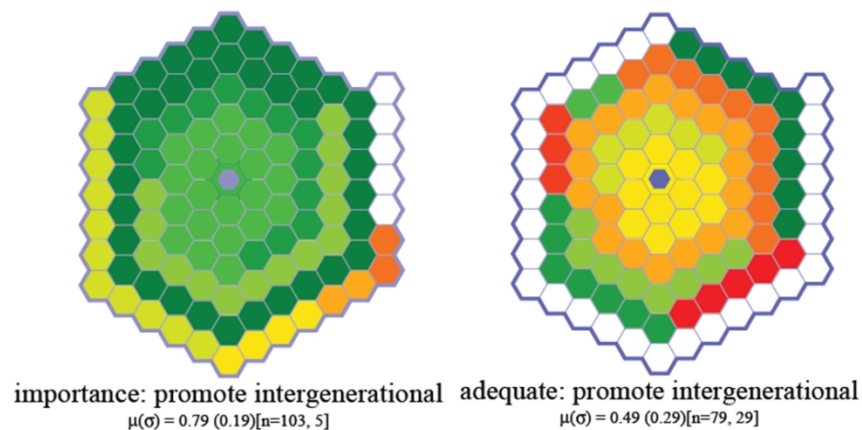 importance: promote intergenerational
μ(σ) = 0.79 (0.19)[n=103, 5]
adequate: promote intergenerational
μ(σ) = 0.49 (0.29)[n=79, 29]